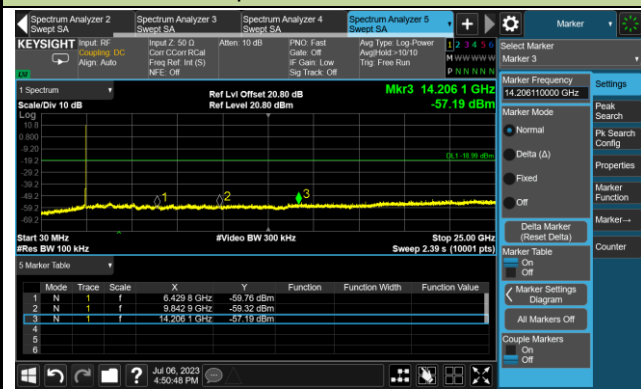 Spectrum Analyzer 2
Swept SA
Spectrum Analyzer 3
Swept SA
Spectrum Analyzer 4
Swept SA
Spectrum Analyzer 5
Swept SA
Marker
KEYSIGHT
Input: RF
Coupling: DC
Align: Auto
Input Z: 50 Ω
Corr CCorr RCal
Freq Ref: Int (S)
NFE: Off
Atten: 10 dB
PNO: Fast
Gate: Off
IF Gain: Low
Sig Track: Off
Avg Type: Log-Power
Avg|Hold:>10/10
Trig: Free Run
1 2 3 4 5 6
M W W W W W
P N N N N N
Select Marker
Marker 3
1 Spectrum
Scale/Div 10 dB
Log
Ref Lvl Offset 20.80 dB
Ref Level 20.80 dBm
Mkr3 14.206 1 GHz
-57.19 dBm
10.8
0.800
-9.20
-19.2
-29.2
-39.2
-49.2
-59.2
-69.2
DL1 -18.99 dBm
1
2
3
Start 30 MHz
#Res BW 100 kHz
#Video BW 300 kHz
Stop 25.00 GHz
Sweep 2.39 s (10001 pts)
5 Marker Table
Mode Trace Scale X Y Function Function Width Function Value
1 N 1 f 6.429 8 GHz -59.76 dBm
2 N 1 f 9.842 9 GHz -59.32 dBm
3 N 1 f 14.206 1 GHz -57.19 dBm
4
5
6
Marker Frequency
14.206110000 GHz
Marker Mode
Normal
Delta (Δ)
Fixed
Off
Delta Marker
(Reset Delta)
Marker Table
On
Off
Marker Settings
Diagram
All Markers Off
Couple Markers
On
Off
Settings
Peak
Search
Pk Search
Config
Properties
Marker
Function
Marker→
Counter
Jul 06, 2023
4:50:48 PM